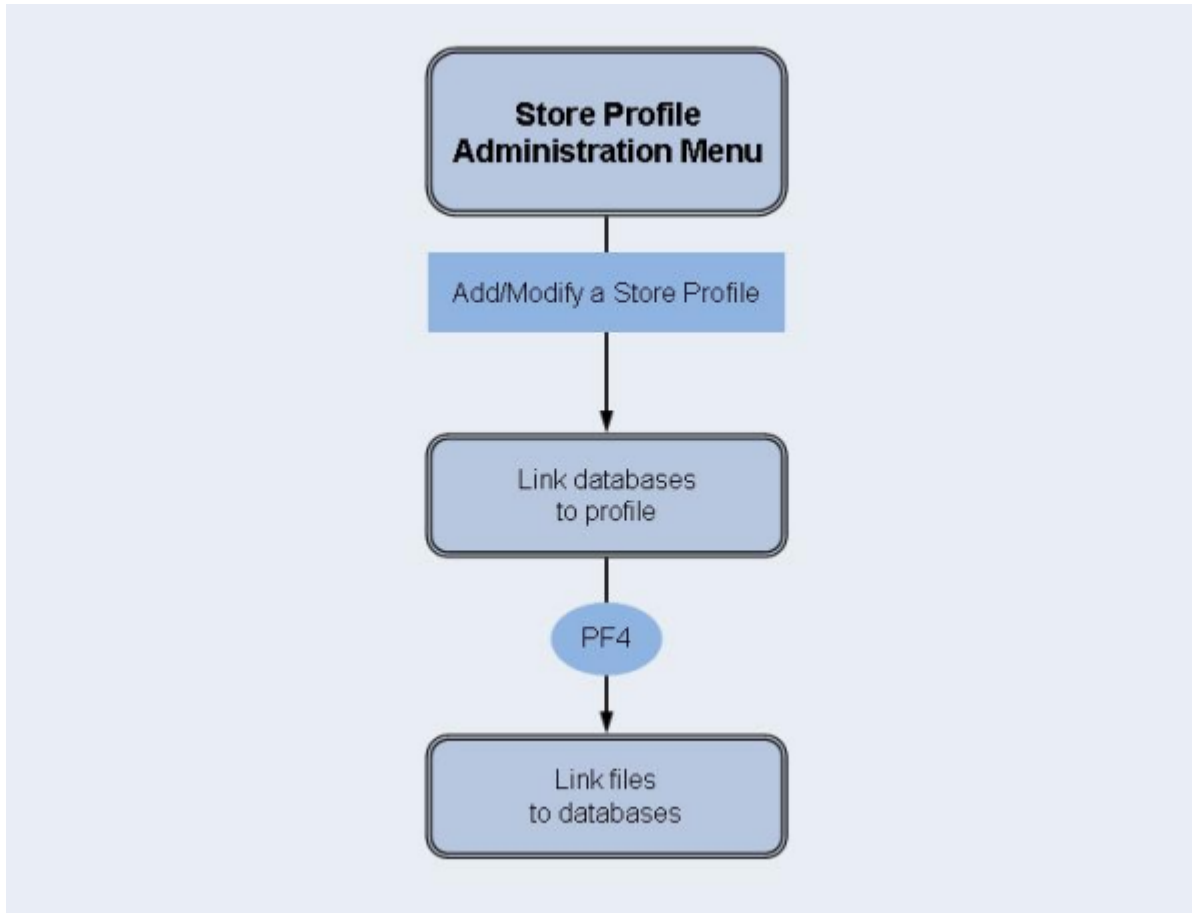 Store Profile
Administration Menu
Add/Modify a Store Profile
Link databases
to profile
PF4
Link files
to databases